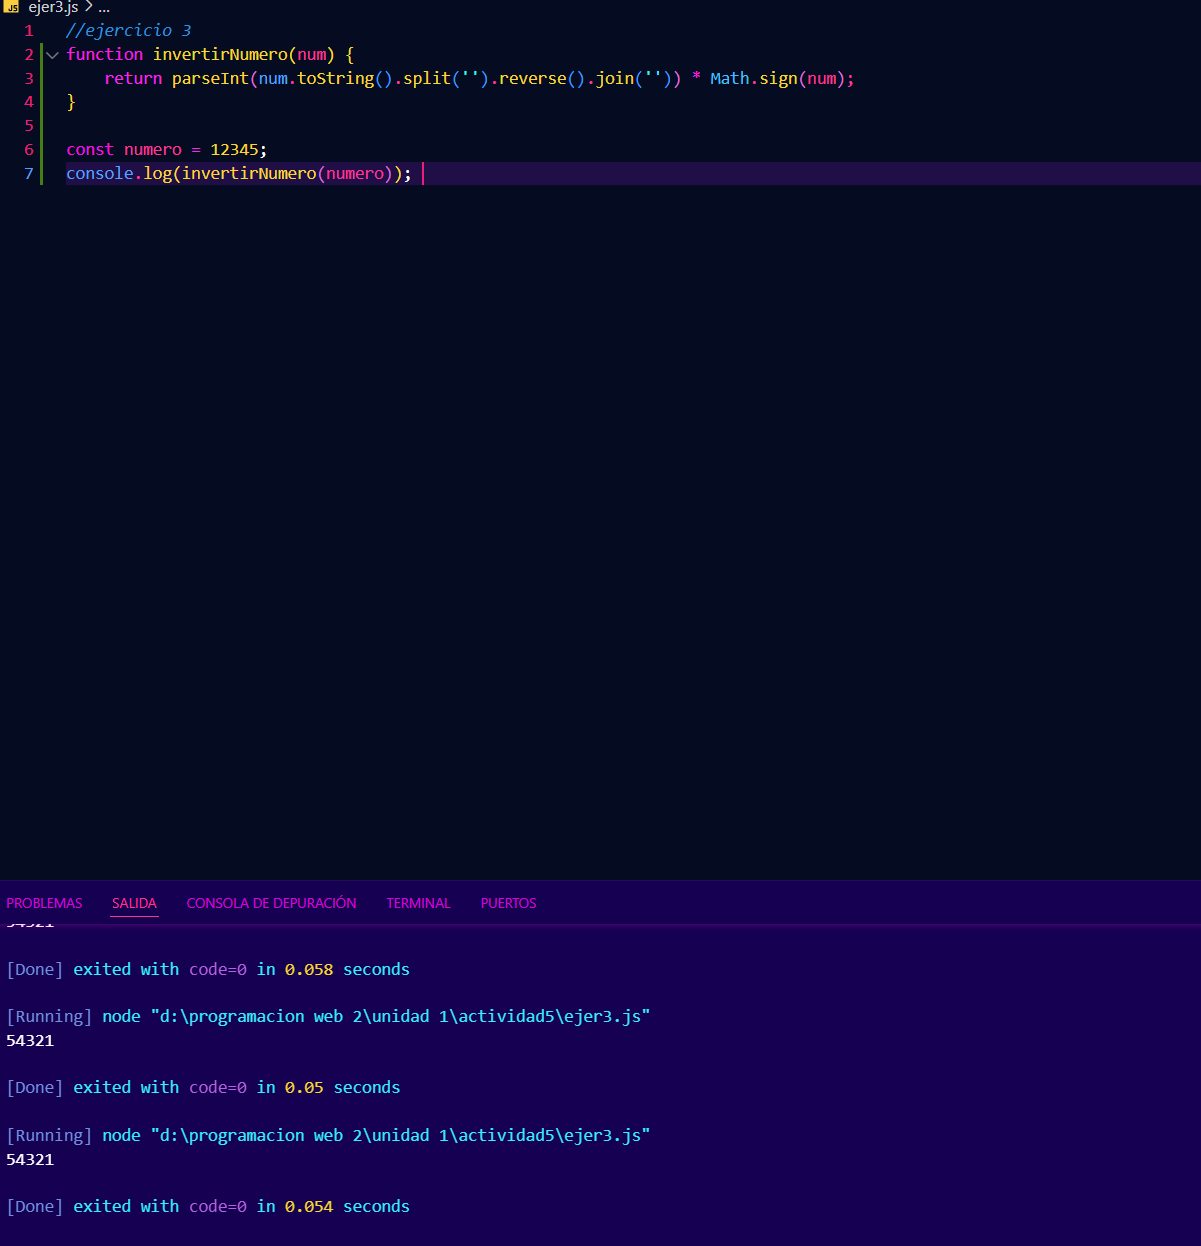 JS ejer3.js > ...
1 //ejercicio 3
2 function invertirNumero(num) {
3 return parseInt(num.toString().split('').reverse().join('')) * Math.sign(num);
4 }
5
6 const numero = 12345;
7 console.log(invertirNumero(numero));
PROBLEMAS SALIDA CONSOLA DE DEPURACIÓN TERMINAL PUERTOS
54321
[Done] exited with code=0 in 0.058 seconds
[Running] node "d:\programacion web 2\unidad 1\actividad5\ejer3.js"
54321
[Done] exited with code=0 in 0.05 seconds
[Running] node "d:\programacion web 2\unidad 1\actividad5\ejer3.js"
54321
[Done] exited with code=0 in 0.054 seconds